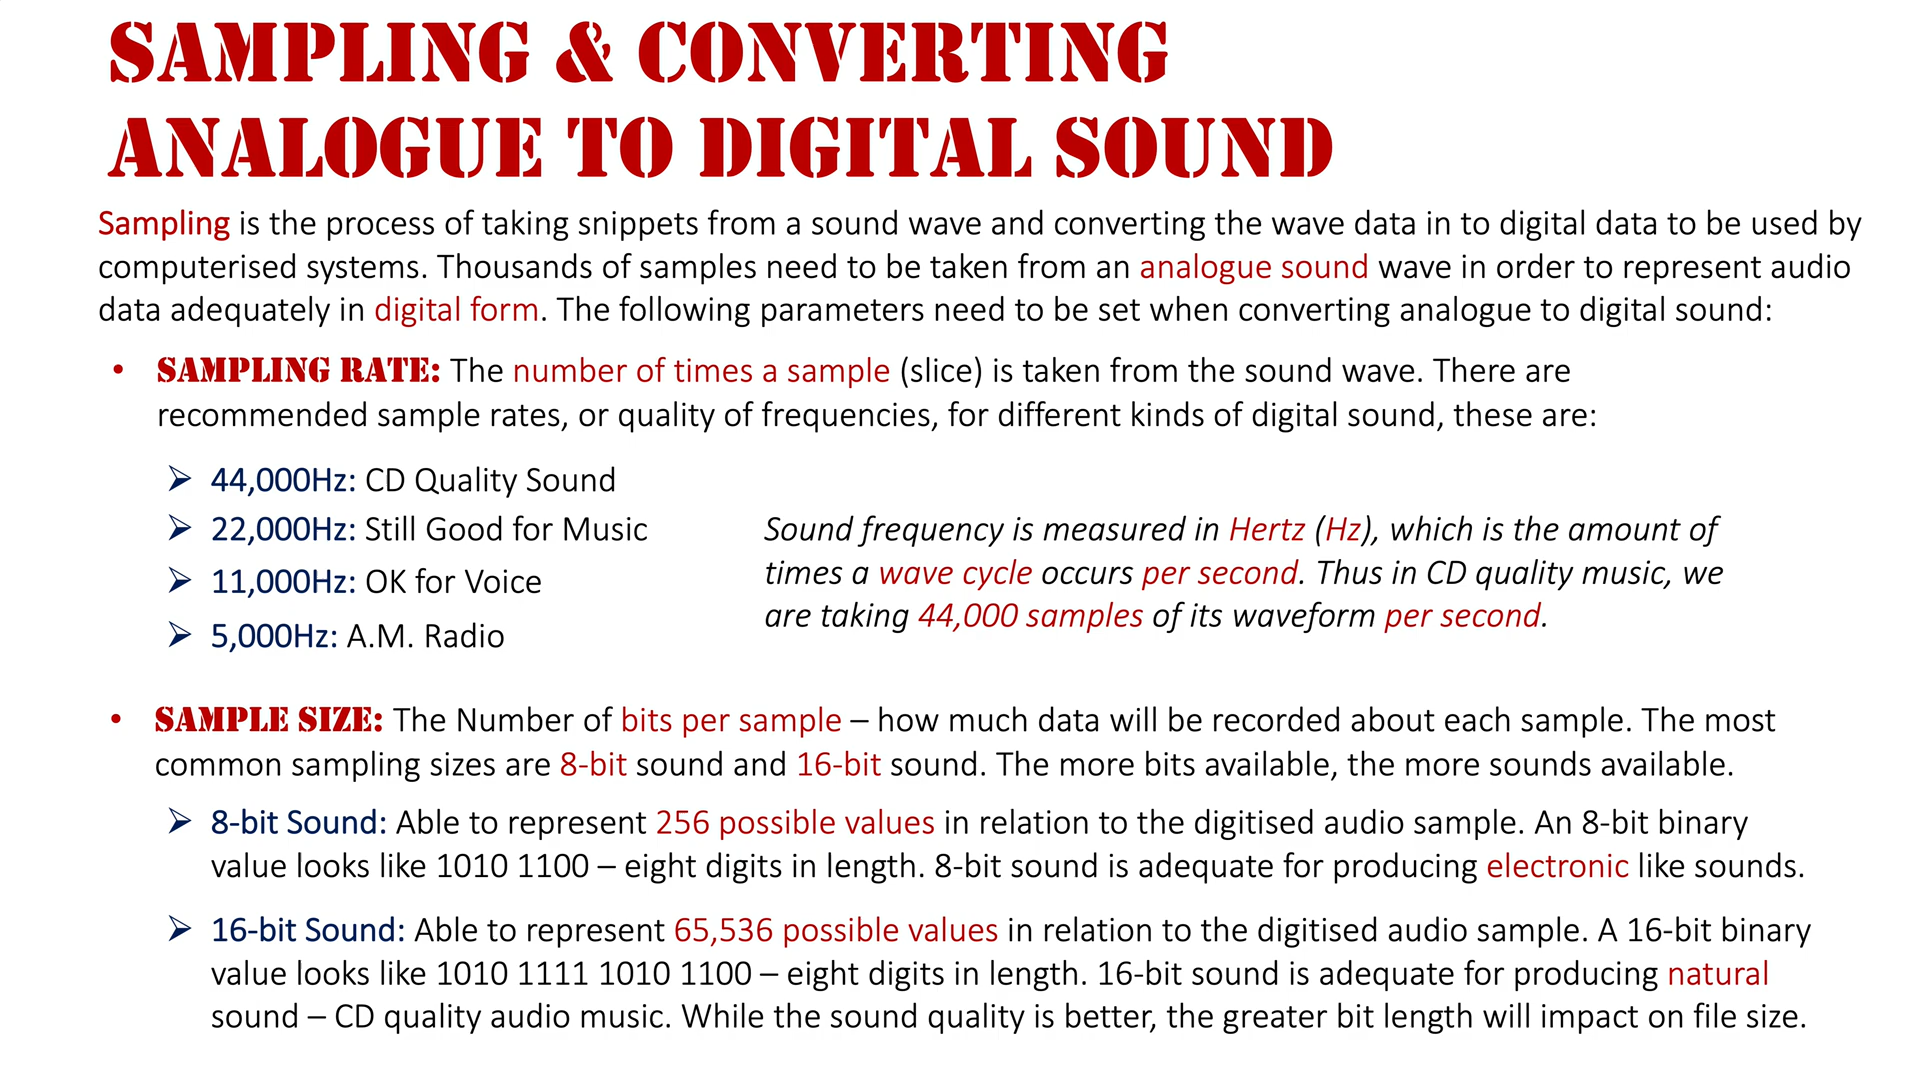 SAMPLING & CONVERTING
ANALOGUE TO DIGITAL SOUND
Sampling is the process of taking snippets from a sound wave and converting the wave data in to digital data to be used by
computerised systems. Thousands of samples need to be taken from an analogue sound wave in order to represent audio
data adequately in digital form. The following parameters need to be set when converting analogue to digital sound:
• SAMPLING RATE: The number of times a sample (slice) is taken from the sound wave. There are
recommended sample rates, or quality of frequencies, for different kinds of digital sound, these are:
➢ 44,000Hz: CD Quality Sound
➢ 22,000Hz: Still Good for Music
➢ 11,000Hz: OK for Voice
➢ 5,000Hz: A.M. Radio
Sound frequency is measured in Hertz (Hz), which is the amount of
times a wave cycle occurs per second. Thus in CD quality music, we
are taking 44,000 samples of its waveform per second.
• SAMPLE SIZE: The Number of bits per sample – how much data will be recorded about each sample. The most
common sampling sizes are 8-bit sound and 16-bit sound. The more bits available, the more sounds available.
➢ 8-bit Sound: Able to represent 256 possible values in relation to the digitised audio sample. An 8-bit binary
value looks like 1010 1100 – eight digits in length. 8-bit sound is adequate for producing electronic like sounds.
➢ 16-bit Sound: Able to represent 65,536 possible values in relation to the digitised audio sample. A 16-bit binary
value looks like 1010 1111 1010 1100 – eight digits in length. 16-bit sound is adequate for producing natural
sound – CD quality audio music. While the sound quality is better, the greater bit length will impact on file size.